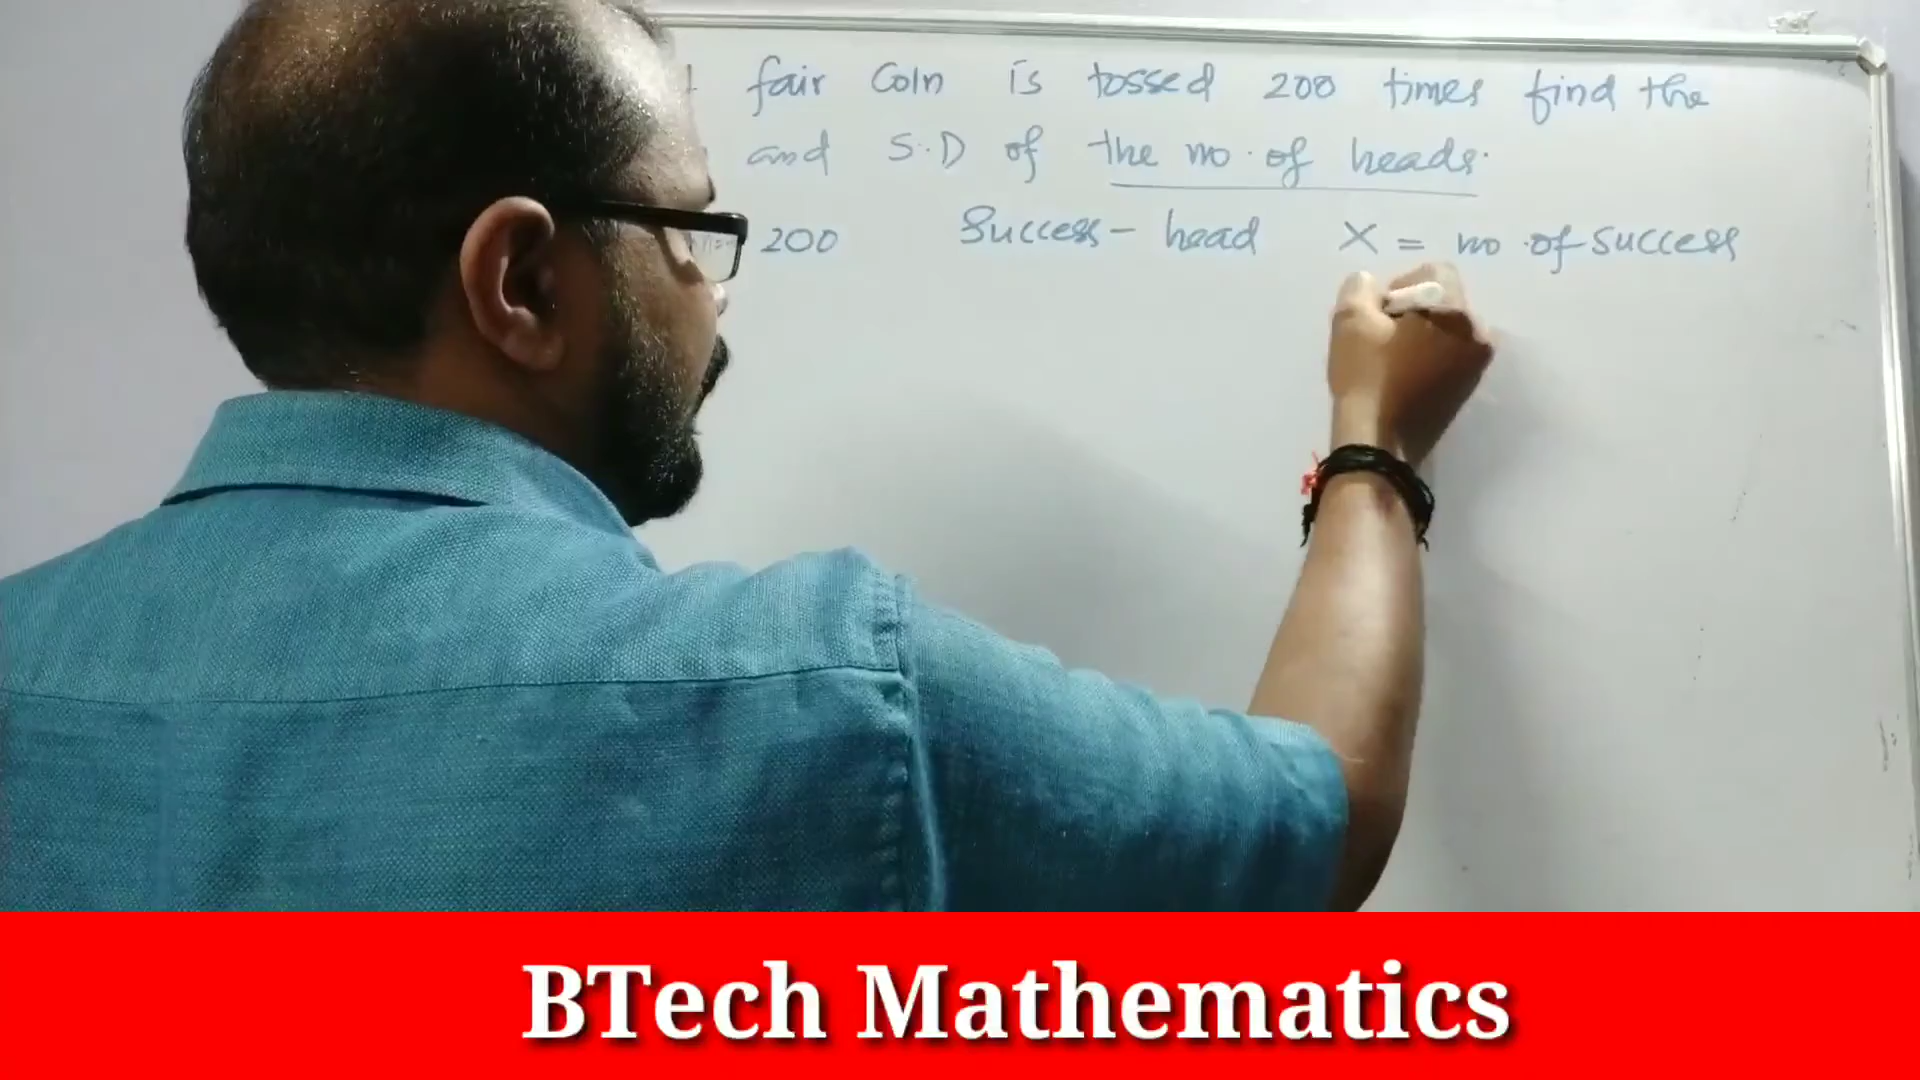 fair Coin is tossed 200 times find the
and S.D of the no. of heads.
200 Success - head X = no. of success
BTech Mathematics